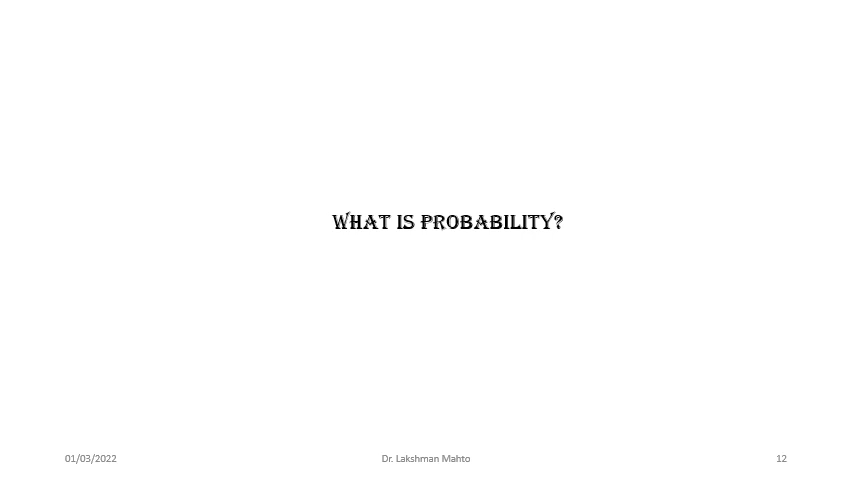 WHAT IS PROBABILITY?
01/03/2022
Dr. Lakshman Mahto
12